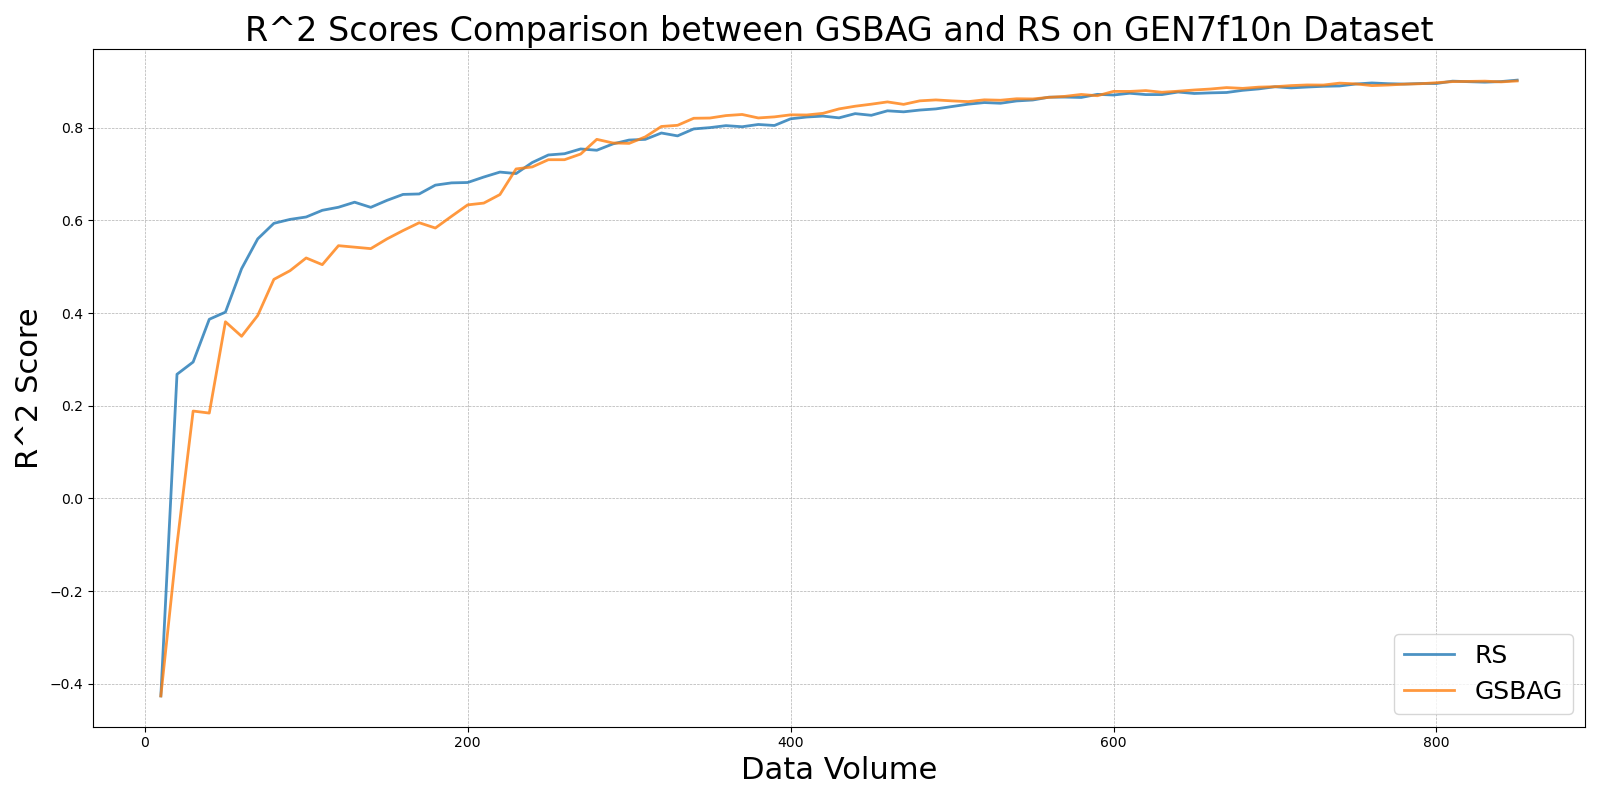 R^2 Scores Comparison between GSBAG and RS on GEN7f10n Dataset
R^2 Score
0.8
0.6
0.4
0.2
0.0
−0.2
−0.4
RS
GSBAG
0 200 400 600 800
Data Volume